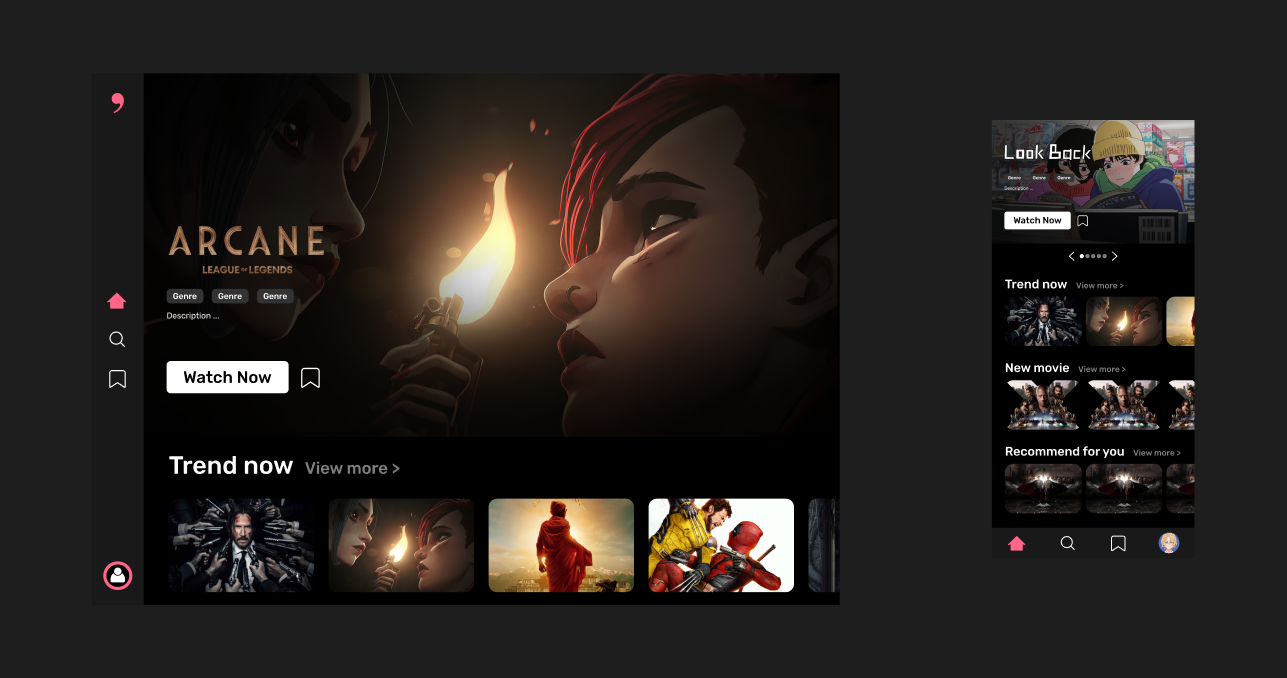 ARCANE
LEAGUE OF LEGENDS
Genre Genre Genre
Description ...
Watch Now
Trend now View more >
Look Back
Genre Genre Genre
Description ...
Watch Now
Trend now View more >
New movie View more >
Recommend for you View more >